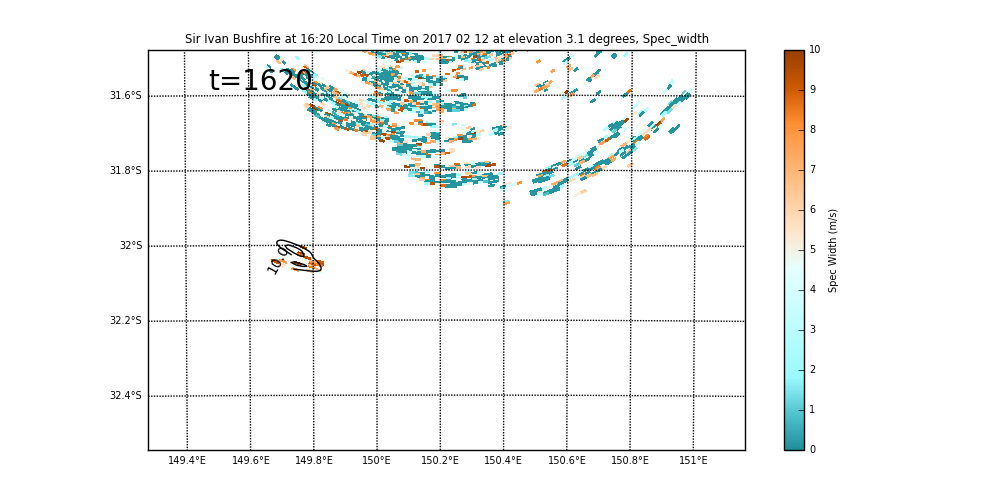 Sir Ivan Bushfire at 16:20 Local Time on 2017 02 12 at elevation 3.1 degrees, Spec_width
t=1620
31.6°S
31.8°S
32°S
32.2°S
32.4°S
149.4°E 149.6°E 149.8°E 150°E 150.2°E 150.4°E 150.6°E 150.8°E 151°E
10
9
8
7
6
5
4
3
2
1
0
Spec Width (m/s)